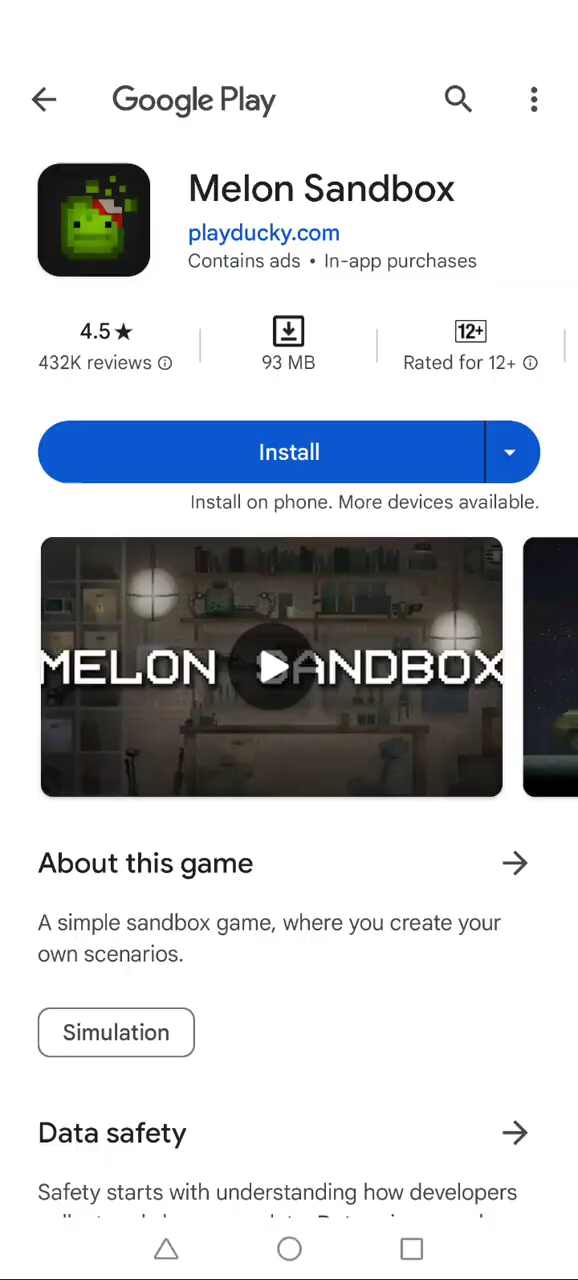 Google Play
Melon Sandbox
playducky.com
Contains ads • In-app purchases
4.5★
432K reviews
93 MB
12+
Rated for 12+
Install
Install on phone. More devices available.
MELON SANDBOX
About this game
A simple sandbox game, where you create your
own scenarios.
Simulation
Data safety
Safety starts with understanding how developers